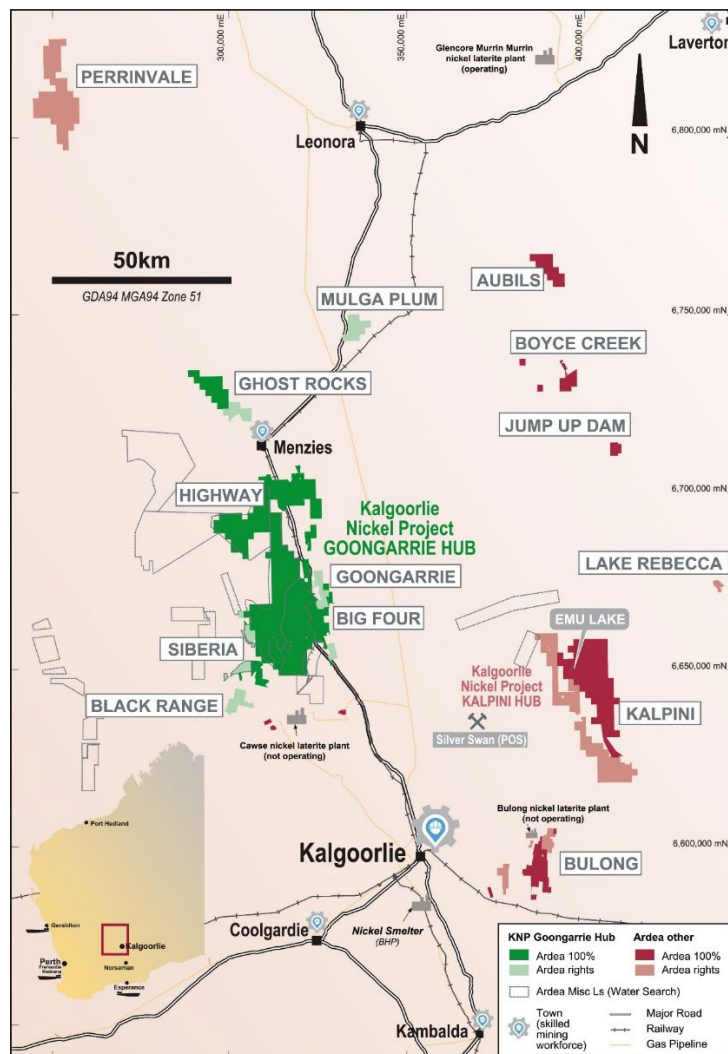 300,000 mE
350,000 mE
400,000 mE
Glencore Murrin Murrin
nickel laterite plant
(operating)
Laverton
PERRINVALE
Leonora
6,800,000 mN
N
50km
GDA94 MGA94 Zone 51
AUBILS
MULGA PLUM
6,750,000 mN
BOYCE CREEK
GHOST ROCKS
JUMP UP DAM
Menzies
6,700,000 mN
HIGHWAY
Kalgoorlie
Nickel Project
GOONGARRIE HUB
LAKE REBECCA
GOONGARRIE
BIG FOUR
EMU LAKE
SIBERIA
6,650,000 mN
Kalgoorlie
Nickel Project
KALPINI HUB
BLACK RANGE
KALPINI
Silver Swan (POS)
Cawse nickel laterite plant
(not operating)
Bulong nickel laterite plant
(not operating)
6,600,000 mN
Kalgoorlie
BULONG
Nickel Smelter
(BHP)
Coolgardie
Kambalda
Port Hedland
Geraldton
Kalgoorlie
Perth
Fremantle
Kwinana
Norseman
Esperance
KNP Goongarrie Hub
Ardea other
Ardea 100%
Ardea 100%
Ardea rights
Ardea rights
Ardea Misc Ls (Water Search)
Town
(skilled
mining
workforce)
Major Road
Railway
Gas Pipeline